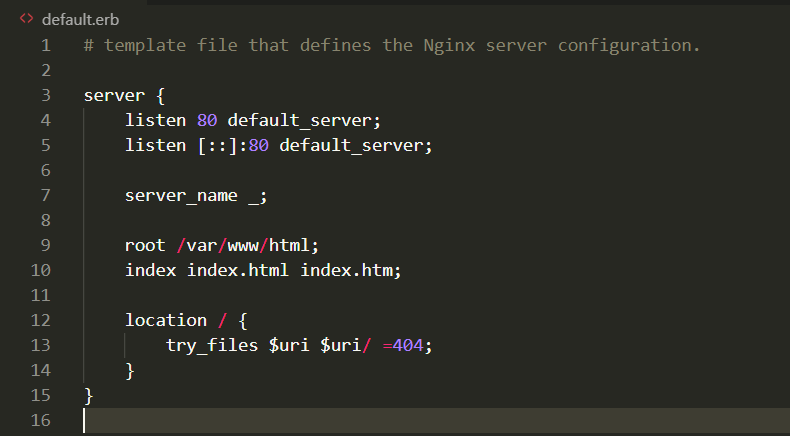 <> default.erb
1 # template file that defines the Nginx server configuration.
2
3 server {
4     listen 80 default_server;
5     listen [::]:80 default_server;
6
7     server_name _;
8
9     root /var/www/html;
10     index index.html index.htm;
11
12     location / {
13         try_files $uri $uri/ =404;
14     }
15 }
16